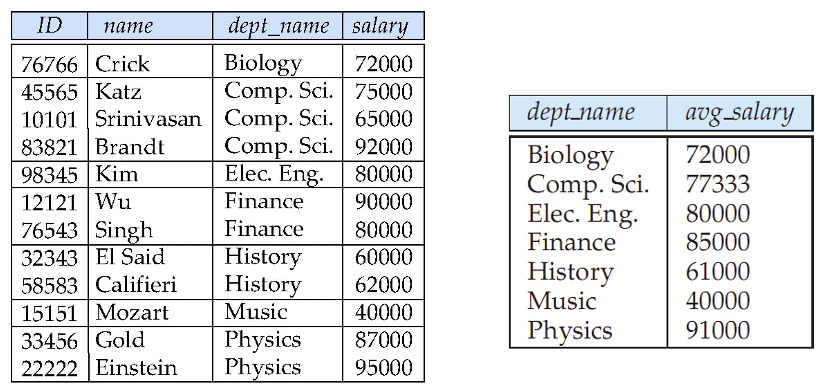 ID name dept_name salary
76766 Crick Biology 72000
45565 Katz Comp. Sci. 75000
10101 Srinivasan Comp. Sci. 65000
83821 Brandt Comp. Sci. 92000
98345 Kim Elec. Eng. 80000
12121 Wu Finance 90000
76543 Singh Finance 80000
32343 El Said History 60000
58583 Califieri History 62000
15151 Mozart Music 40000
33456 Gold Physics 87000
22222 Einstein Physics 95000
dept_name avg_salary
Biology 72000
Comp. Sci. 77333
Elec. Eng. 80000
Finance 85000
History 61000
Music 40000
Physics 91000